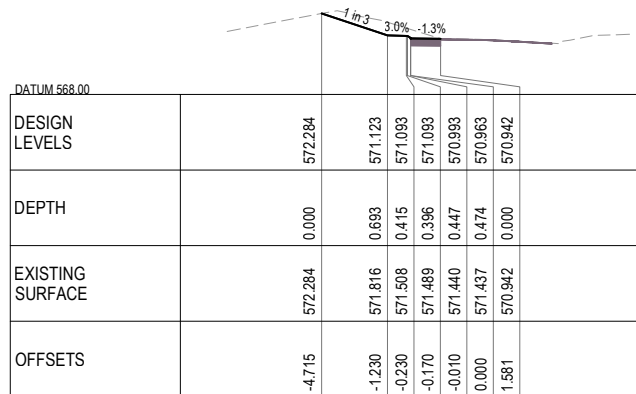 1 in 3
3.0% -1.3%
DATUM 568.00
DESIGN
LEVELS
572.284 571.123 571.093 571.093 570.993 570.963 570.942
DEPTH
0.000 0.693 0.415 0.396 0.447 0.474 0.000
EXISTING
SURFACE
572.284 571.816 571.508 571.489 571.440 571.437 570.942
OFFSETS
-4.715 -1.230 -0.230 -0.170 -0.010 0.000 1.581